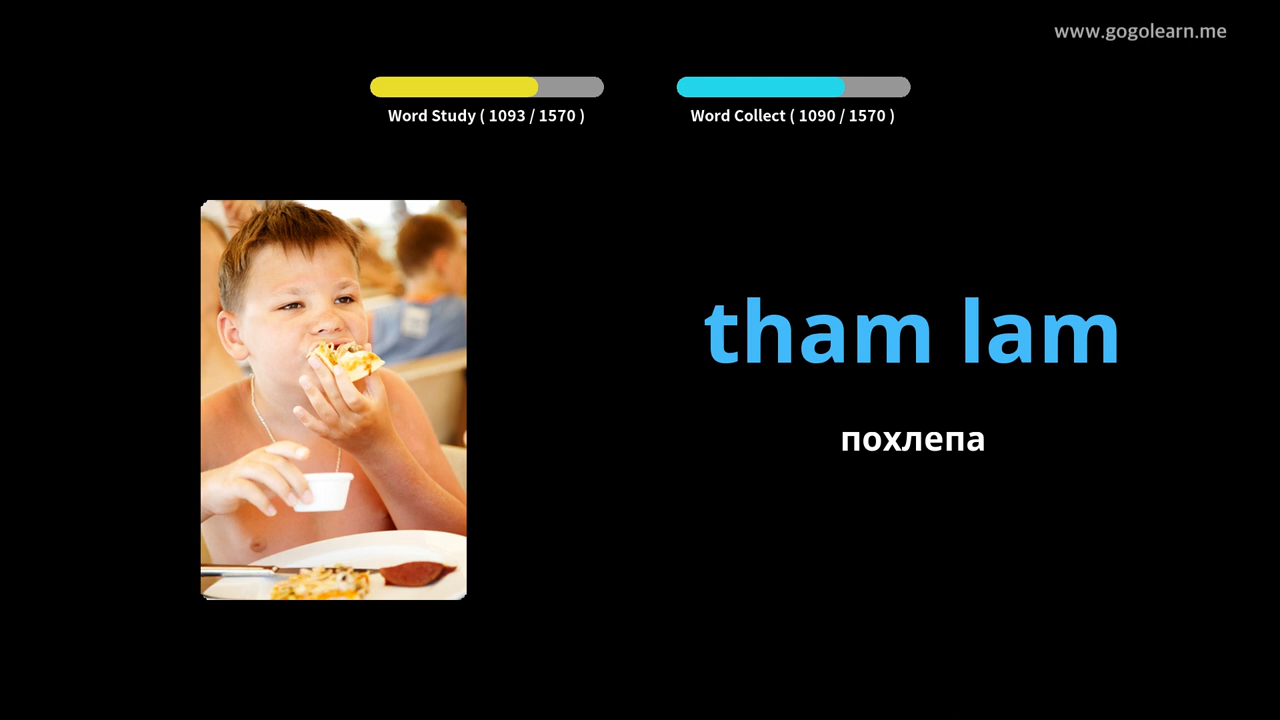 www.gogolearn.me
Word Study ( 1093 / 1570 )
Word Collect ( 1090 / 1570 )
tham lam
похлепа